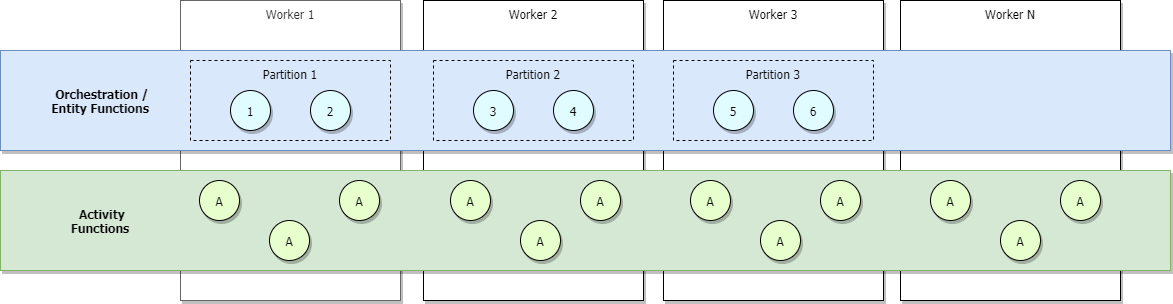 Worker 1
Worker 2
Worker 3
Worker N
Orchestration /
Entity Functions
Partition 1
1
2
Partition 2
3
4
Partition 3
5
6
Activity
Functions
A
A
A
A
A
A
A
A
A
A
A
A